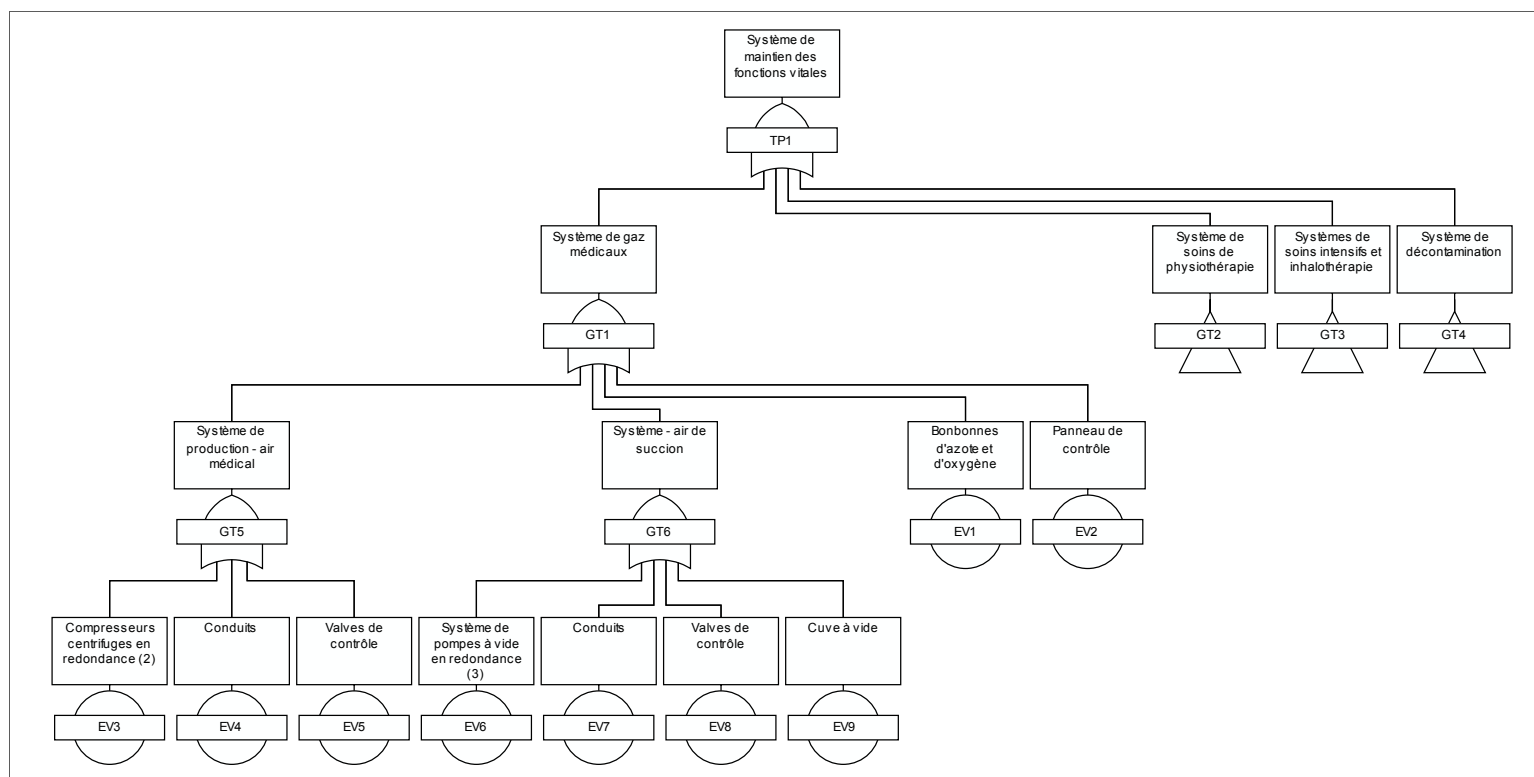 Système de
maintien des
fonctions vitales
TP1
Système de gaz
médicaux
GT1
Système de
soins de
physiothérapie
GT2
Systèmes de
soins intensifs et
inhalothérapie
GT3
Système de
décontamination
GT4
Système de
production - air
médical
GT5
Système - air de
succion
GT6
Bonbonnes
d'azote et
d'oxygène
EV1
Panneau de
contrôle
EV2
Compresseurs
centrifuges en
redondance (2)
EV3
Conduits
EV4
Valves de
contrôle
EV5
Système de
pompes à vide
en redondance
(3)
EV6
Conduits
EV7
Valves de
contrôle
EV8
Cuve à vide
EV9